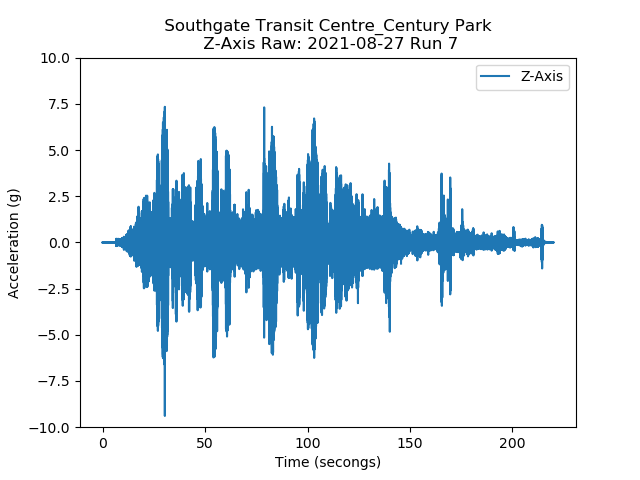 Southgate Transit Centre_Century Park
Z-Axis Raw: 2021-08-27 Run 7
Z-Axis
10.0
7.5
5.0
2.5
0.0
−2.5
−5.0
−7.5
−10.0
Acceleration (g)
0
50
100
150
200
Time (secongs)